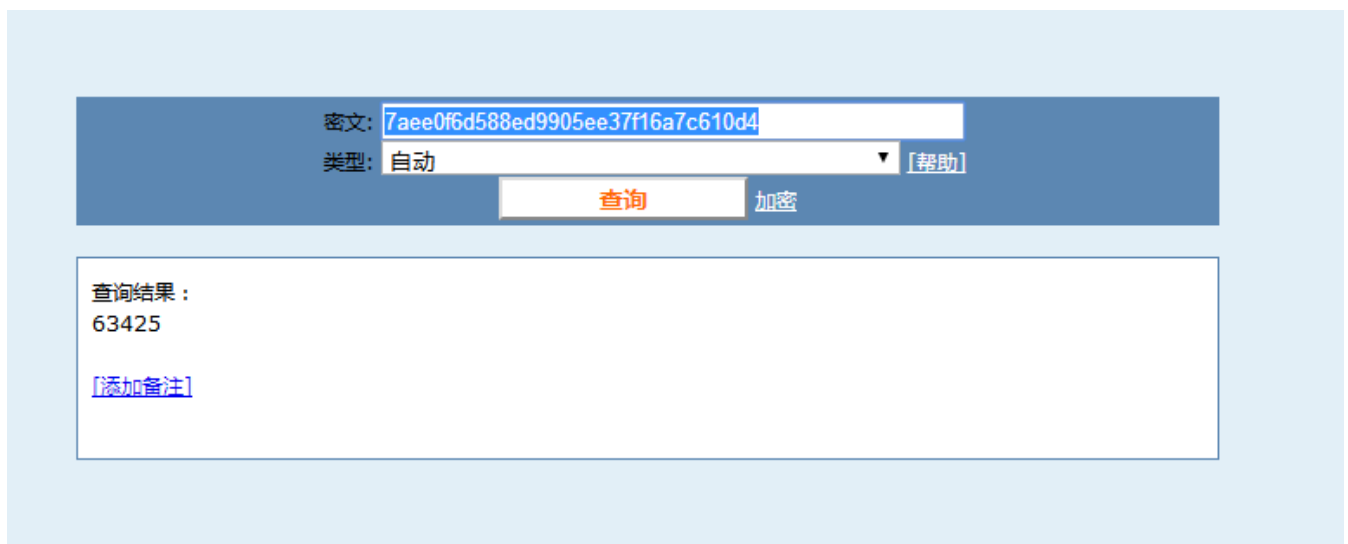 密文: 7aee0f6d588ed9905ee37f16a7c610d4
类型: 自动 ▼ [帮助]
查询 加密
查询结果：
63425
[添加备注]